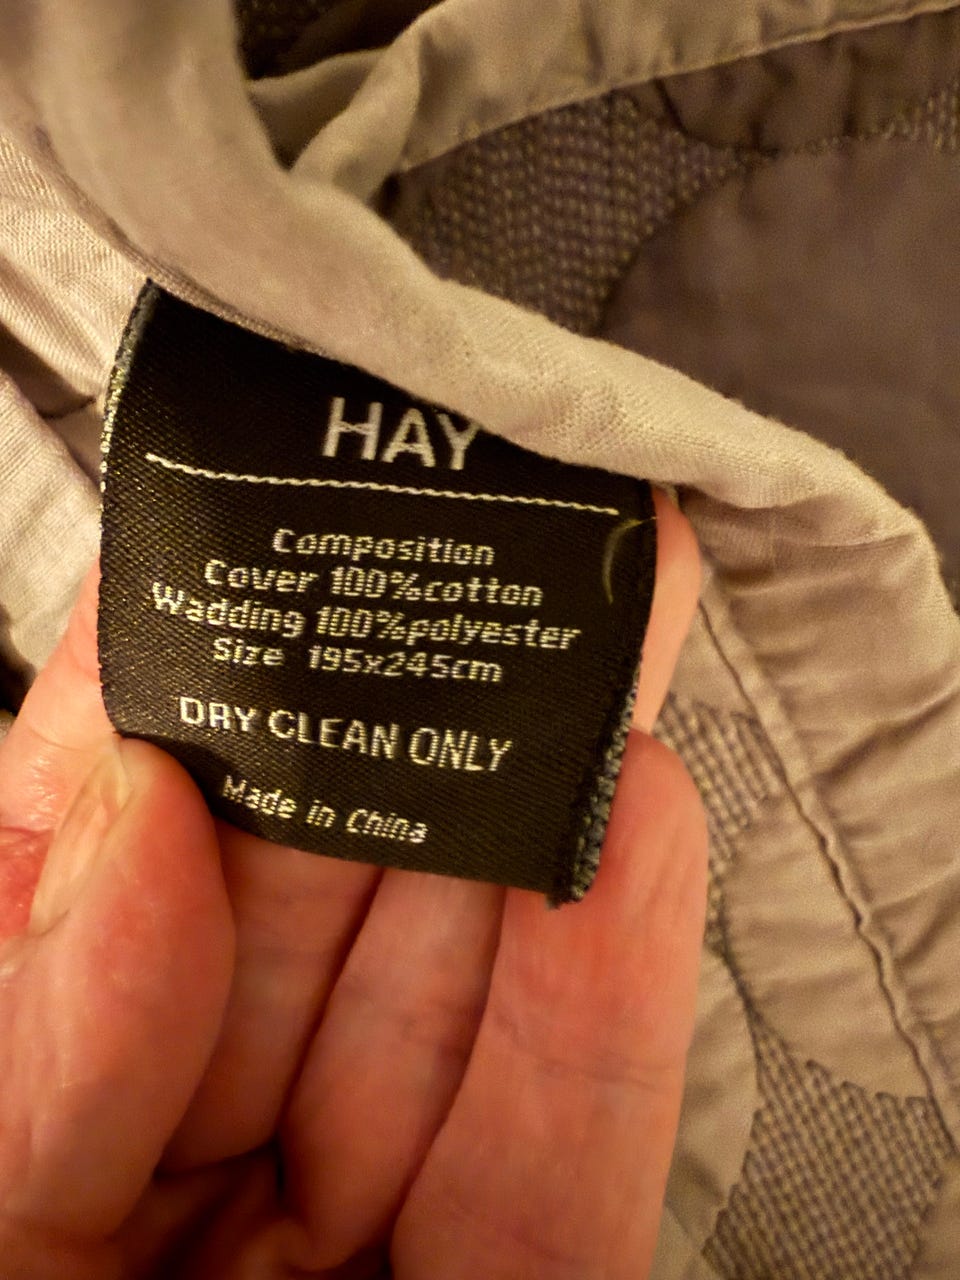 HAY
Composition
Cover 100%cotton
Wadding 100%polyester
Size 195x245cm
DRY CLEAN ONLY
Made in China